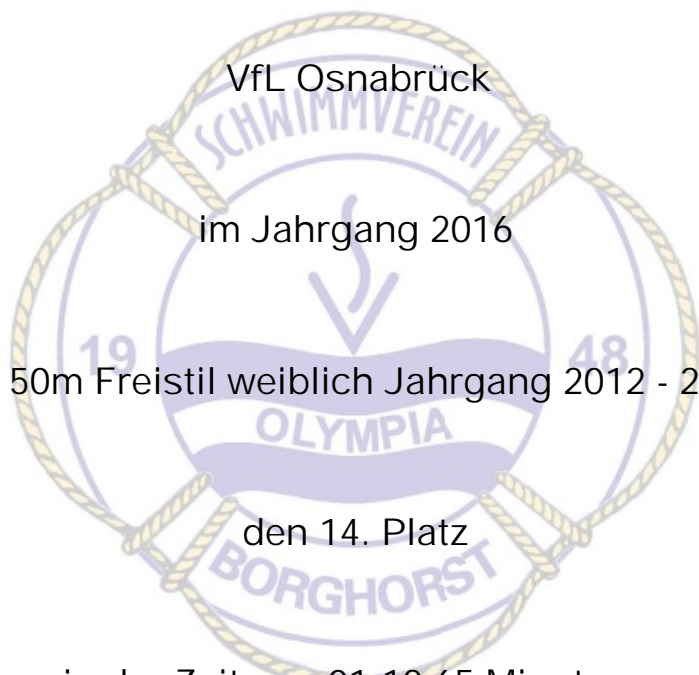 VfL Osnabrück
SCHWIMMVEREIN
im Jahrgang 2016
19 48
50m Freistil weiblich Jahrgang 2012 - 2
OLYMPIA
den 14. Platz
BORGHORST